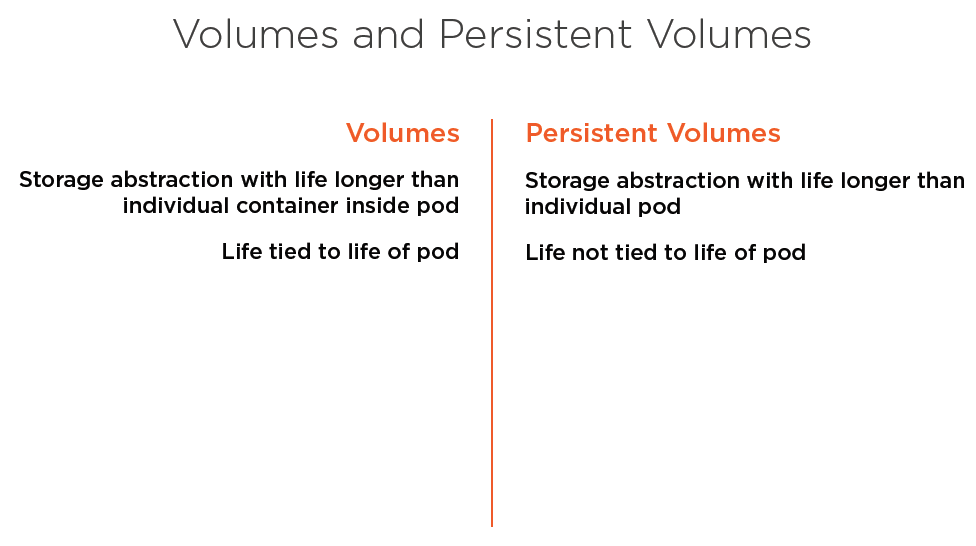 Volumes and Persistent Volumes
Volumes
Storage abstraction with life longer than
individual container inside pod
Life tied to life of pod
Persistent Volumes
Storage abstraction with life longer than
individual pod
Life not tied to life of pod